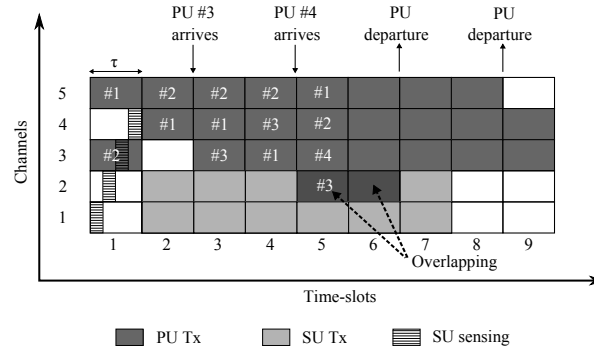 PU #3 PU #4 PU PU
arrives arrives departure departure
τ
5 #1 #2 #2 #2 #1
4 #1 #1 #3 #2
3 #2 #3 #1 #4
2 #3
1
1 2 3 4 5 6 7 8 9
Channels
Overlapping
Time-slots
PU Tx SU Tx SU sensing